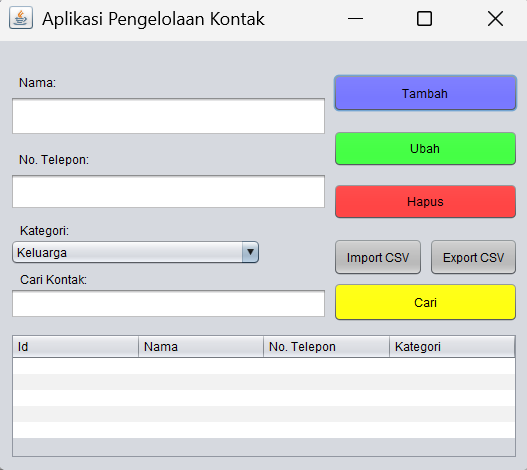 Aplikasi Pengelolaan Kontak
Nama:
Tambah
Ubah
No. Telepon:
Hapus
Kategori:
Keluarga
Import CSV
Export CSV
Cari Kontak:
Cari
Id Nama No. Telepon Kategori